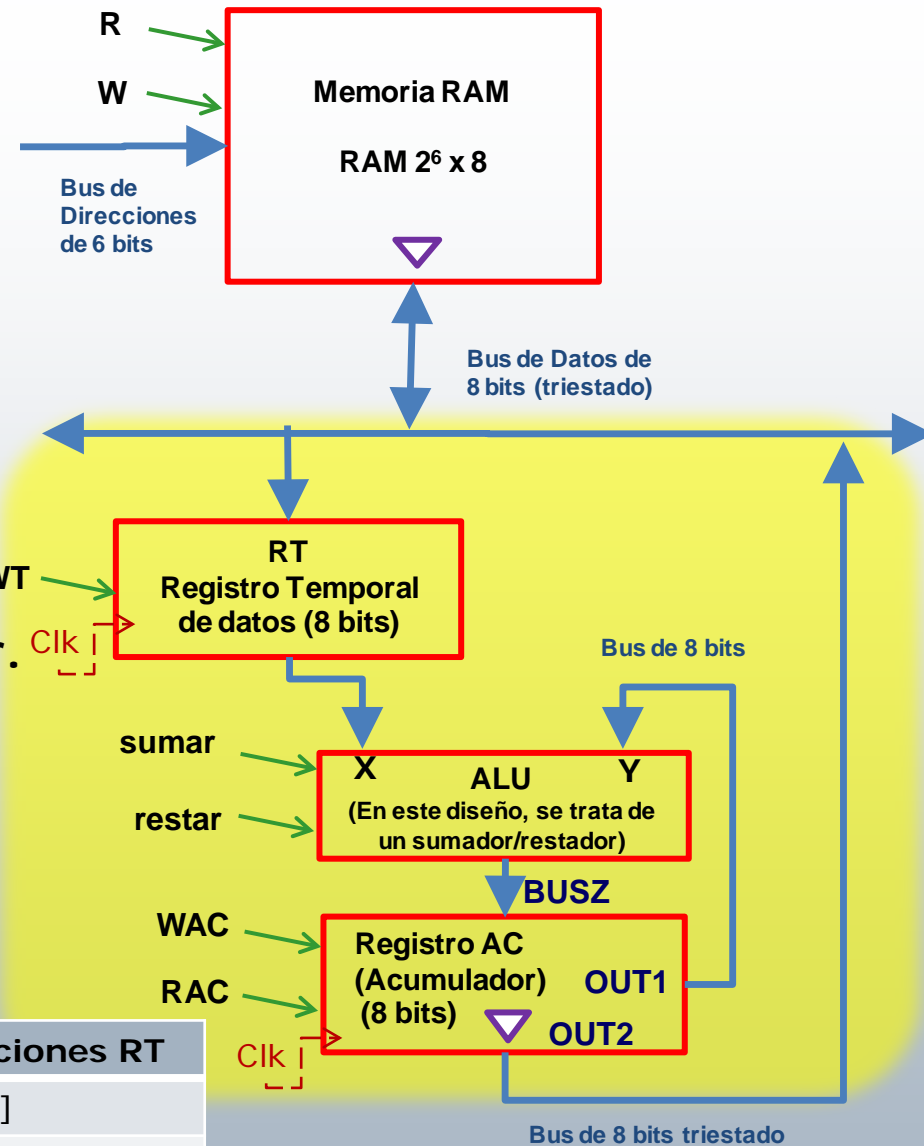 R
W
Memoria RAM
RAM 2⁶ x 8
Bus de
Direcciones
de 6 bits
Bus de Datos de
8 bits (triestado)
RT
Registro Temporal
de datos (8 bits)
Clk
Bus de 8 bits
sumar
restar
X
Y
ALU
(En este diseño, se trata de
un sumador/restador)
BUSZ
WAC
RAC
Registro AC
(Acumulador)
(8 bits)
OUT1
OUT2
Clk
ciones RT
]
Bus de 8 bits triestado